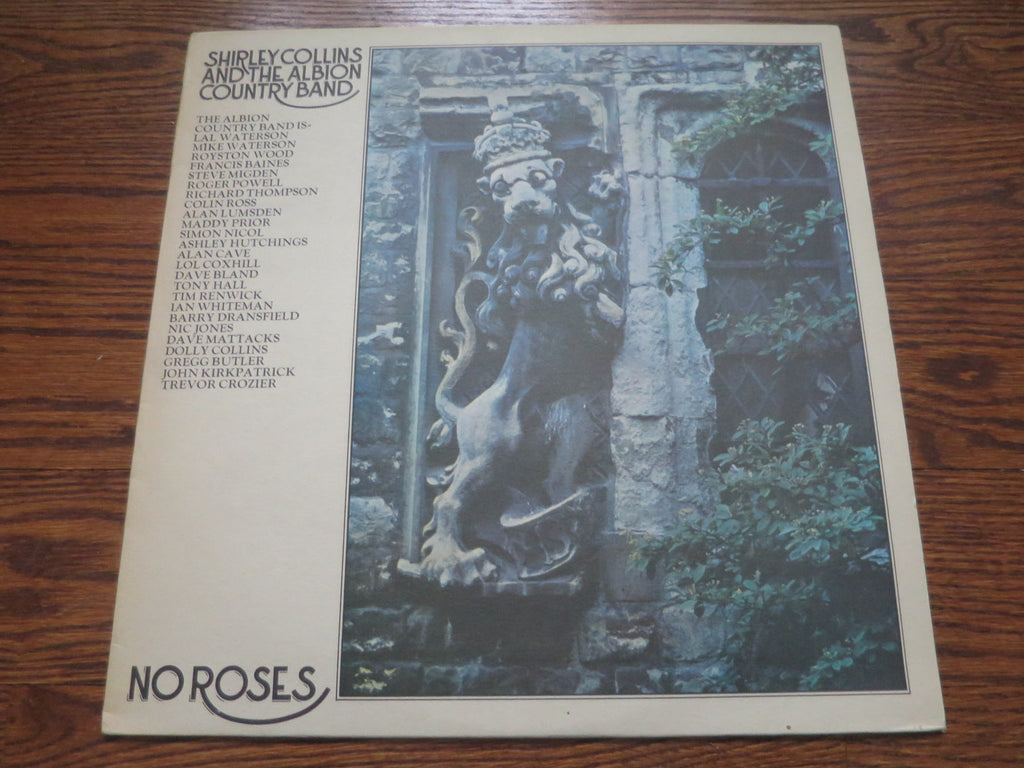 SHIRLEY COLLINS
AND THE ALBION
COUNTRY BAND
THE ALBION
COUNTRY BAND IS-
LAL WATERSON
MIKE WATERSON
ROYSTON WOOD
FRANCIS BAINES
STEVE MIGDEN
ROGER POWELL
RICHARD THOMPSON
COLIN ROSS
ALAN LUMSDEN
MADDY PRIOR
SIMON NICOL
ASHLEY HUTCHINGS
ALAN CAVE
LOL COXHILL
DAVE BLAND
TONY HALL
TIM RENWICK
IAN WHITEMAN
BARRY DRANSFIELD
NIC JONES
DAVE MATTACKS
DOLLY COLLINS
GREGG BUTLER
JOHN KIRKPATRICK
TREVOR CROZIER
NO ROSES